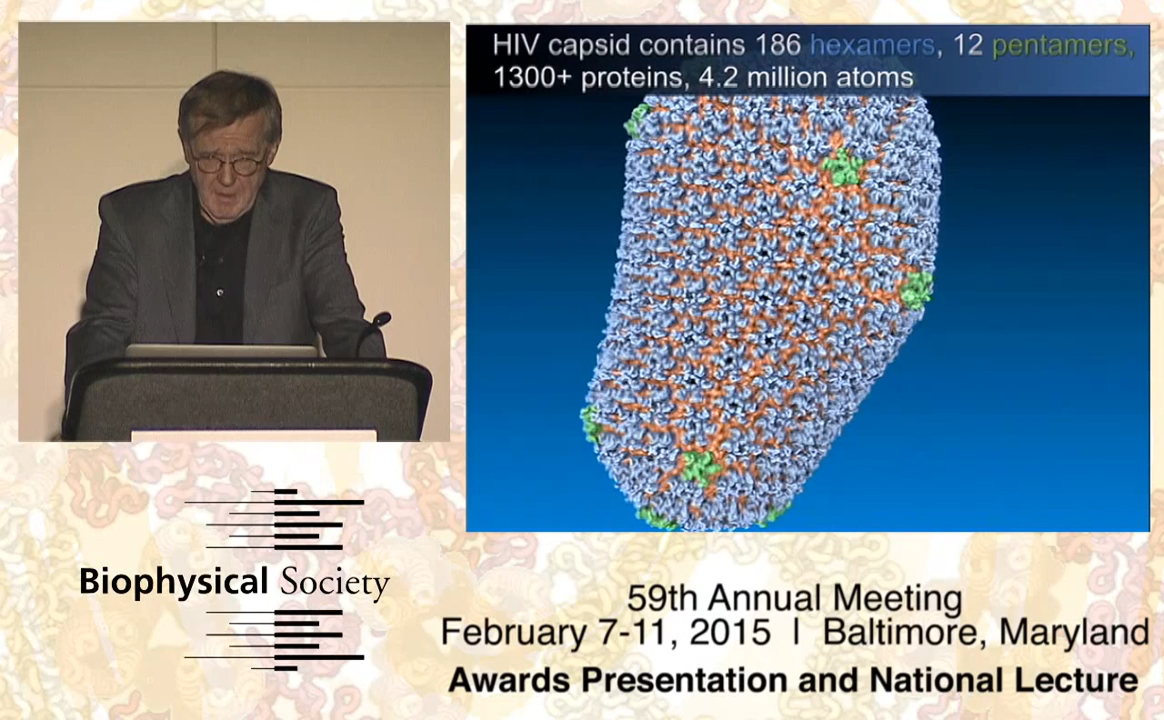 HIV capsid contains 186 hexamers, 12 pentamers,
1300+ proteins, 4.2 million atoms
Biophysical Society
59th Annual Meeting
February 7-11, 2015 | Baltimore, Maryland
Awards Presentation and National Lecture